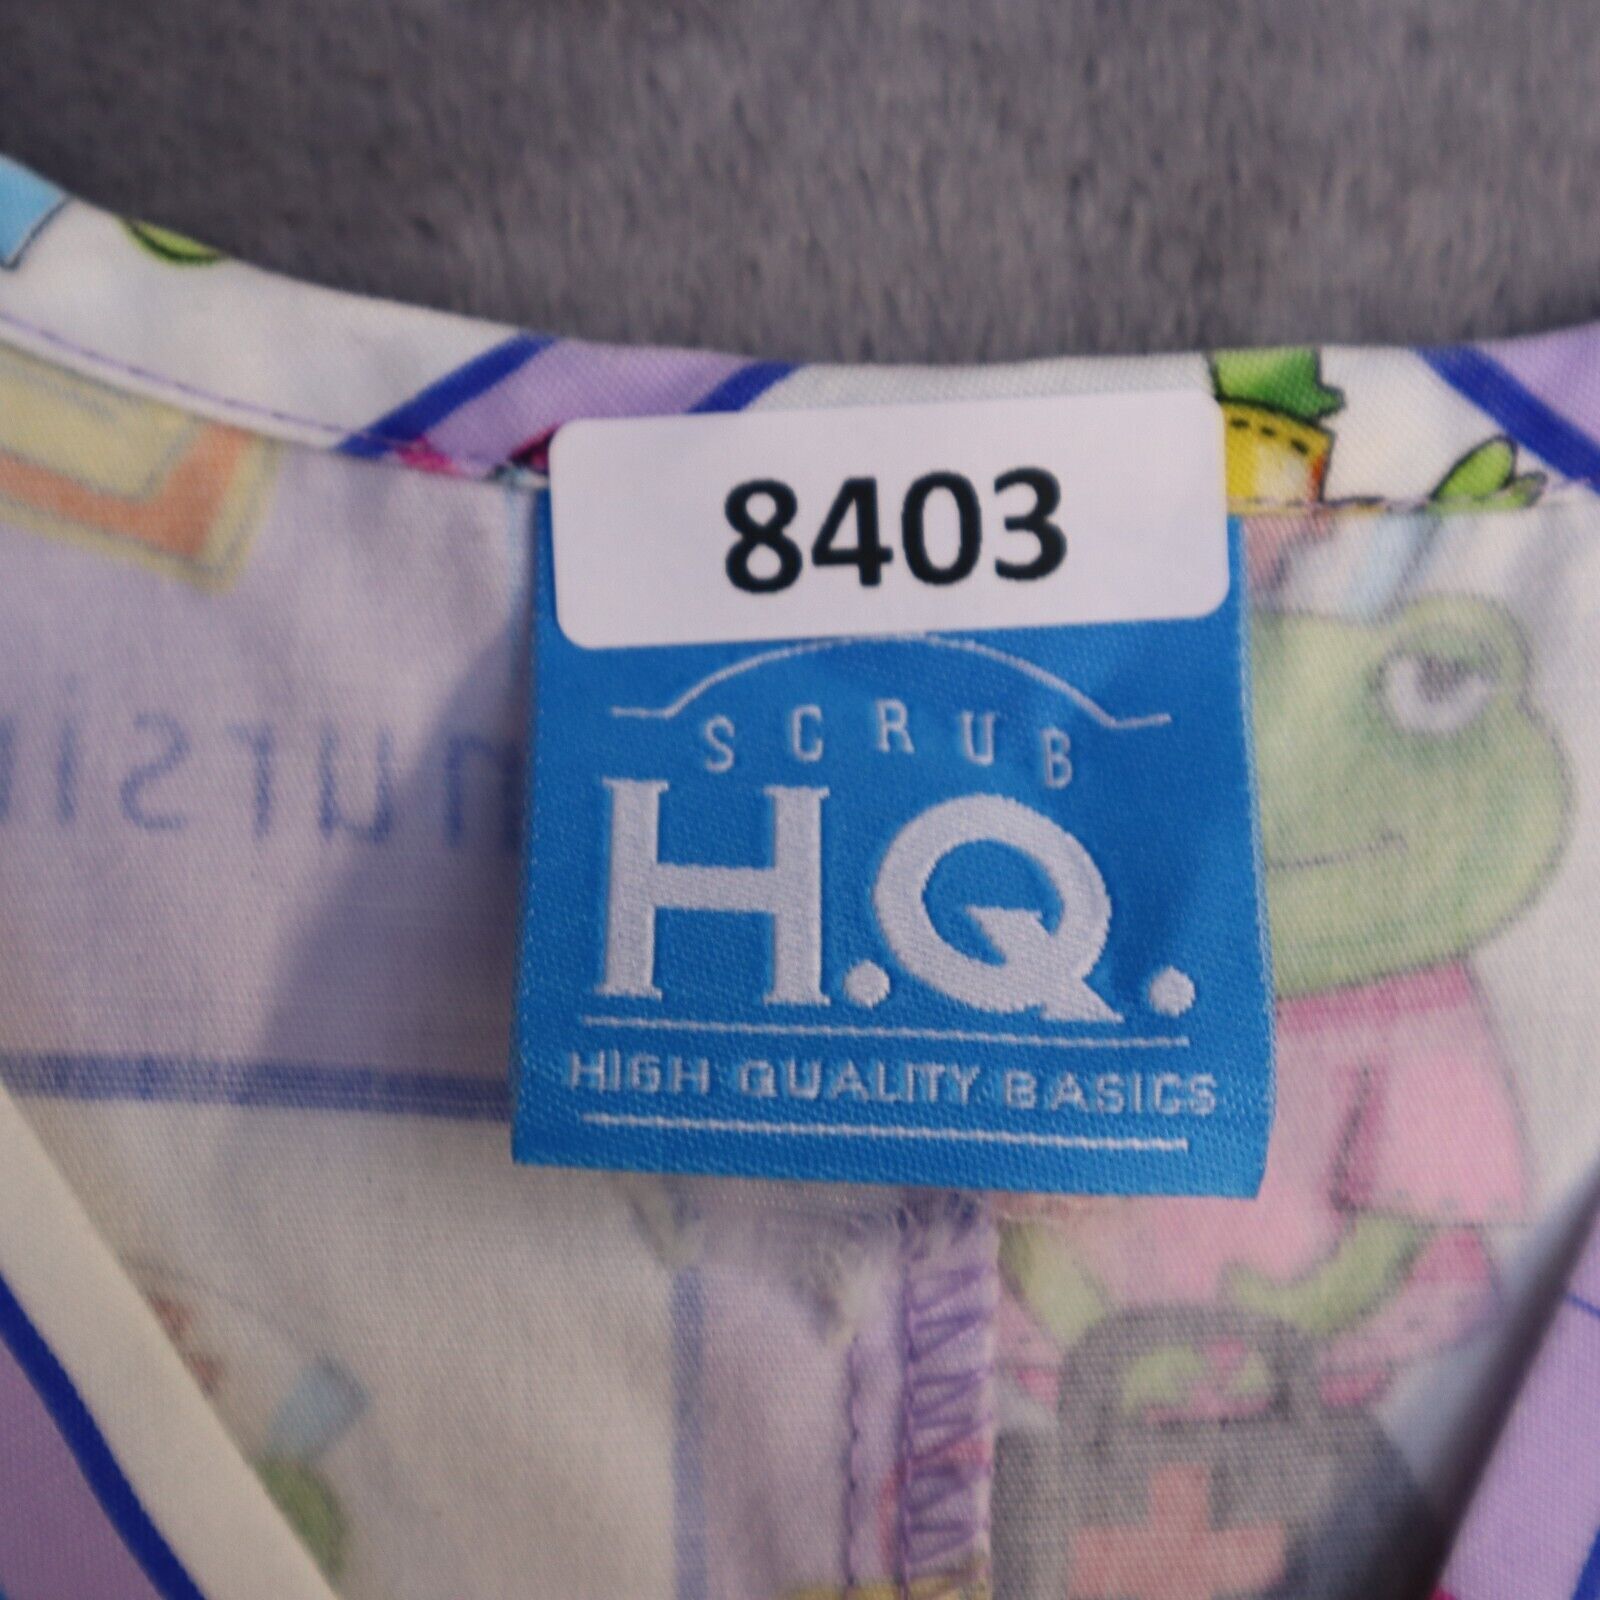 8403
SCRUB
H.Q.
HIGH QUALITY BASICS